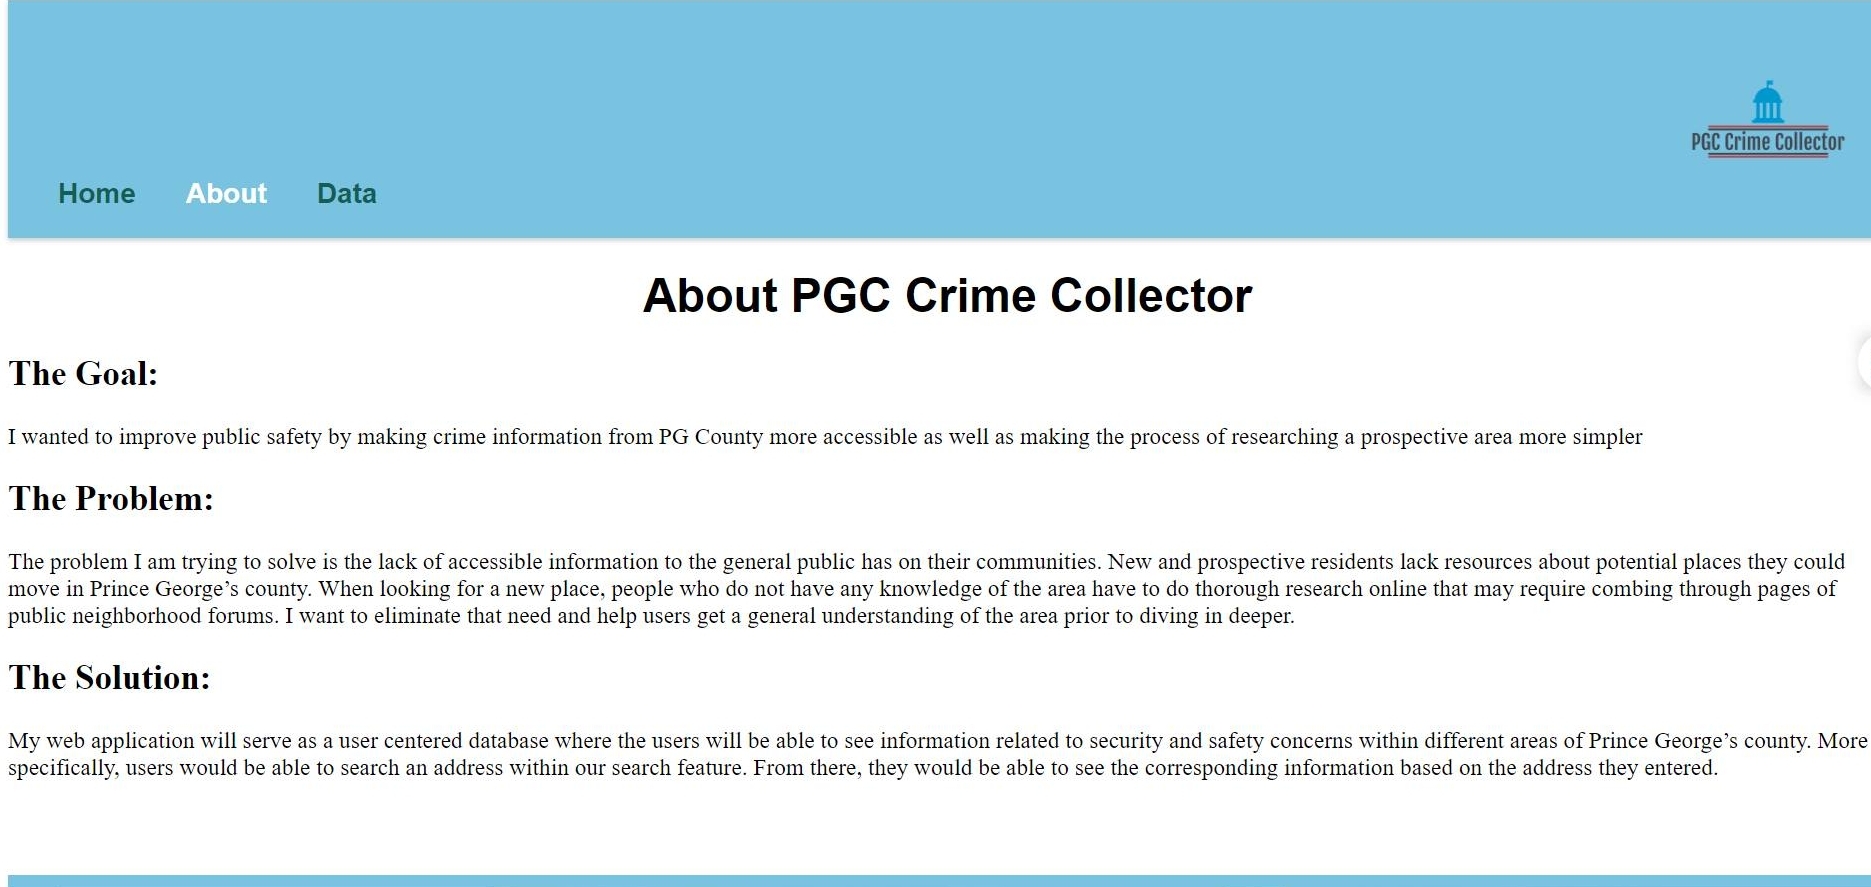 PGC Crime Collector
Home About Data
About PGC Crime Collector
The Goal:
I wanted to improve public safety by making crime information from PG County more accessible as well as making the process of researching a prospective area more simpler
The Problem:
The problem I am trying to solve is the lack of accessible information to the general public has on their communities. New and prospective residents lack resources about potential places they could
move in Prince George’s county. When looking for a new place, people who do not have any knowledge of the area have to do thorough research online that may require combing through pages of
public neighborhood forums. I want to eliminate that need and help users get a general understanding of the area prior to diving in deeper.
The Solution:
My web application will serve as a user centered database where the users will be able to see information related to security and safety concerns within different areas of Prince George’s county. More
specifically, users would be able to search an address within our search feature. From there, they would be able to see the corresponding information based on the address they entered.